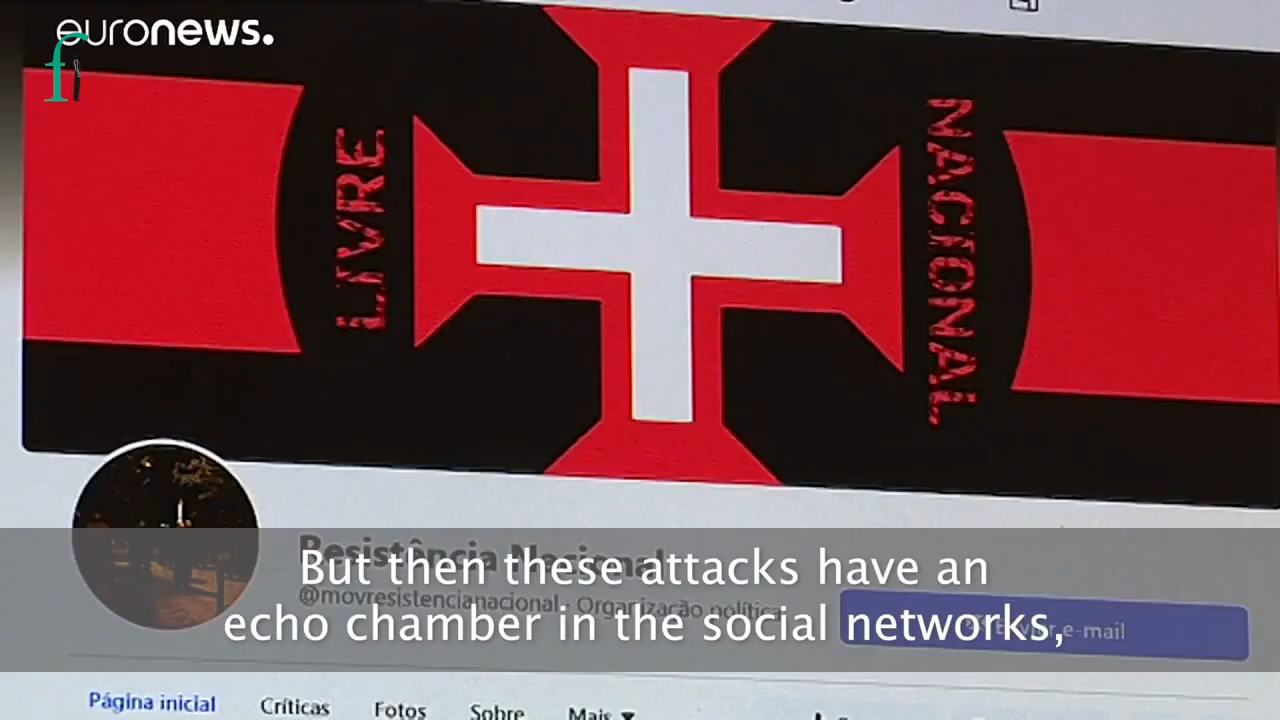 euronews.
fi
LIVRE
NACIONAL
Resistência Nacional
@movresistencianacional · Organização política
But then these attacks have an
echo chamber in the social networks,
e-mail
Página inicial Críticas Fotos Sobre Mais